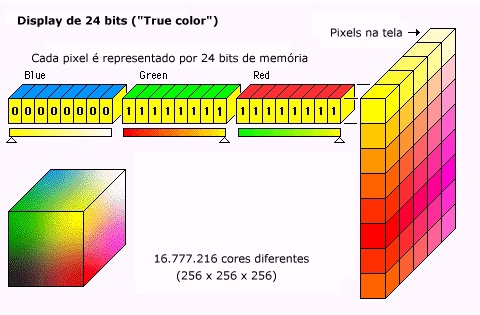 Display de 24 bits ("True color")
Pixels na tela
Cada pixel é representado por 24 bits de memória
Blue Green Red
0 0 0 0 0 0 0 0 1 1 1 1 1 1 1 1 1 1 1 1 1 1 1 1
16.777.216 cores diferentes
(256 x 256 x 256)